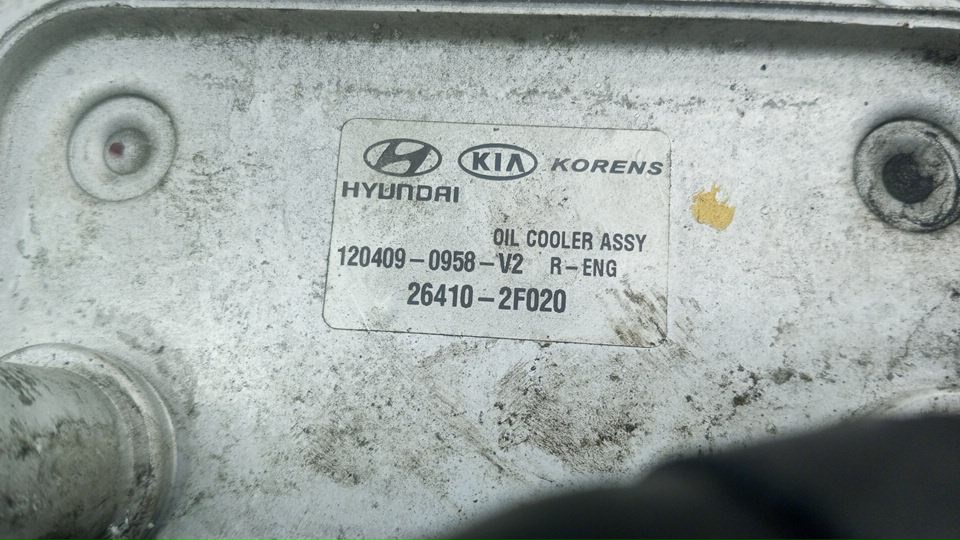 KIA KORENS
HYUNDAI
OIL COOLER ASSY
120409-0958-V2 R-ENG
26410-2F020